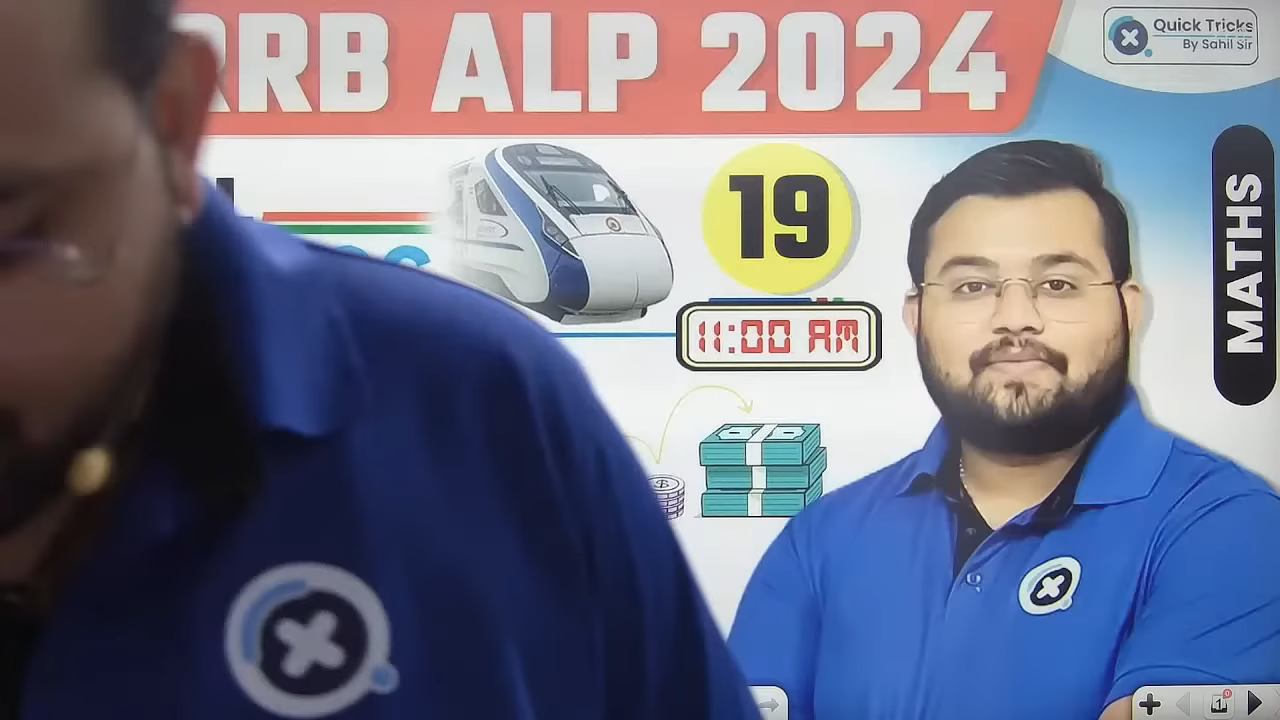 RRB ALP 2024
Quick Tricks
By Sahil Sir
19
11:00 AM
MATHS